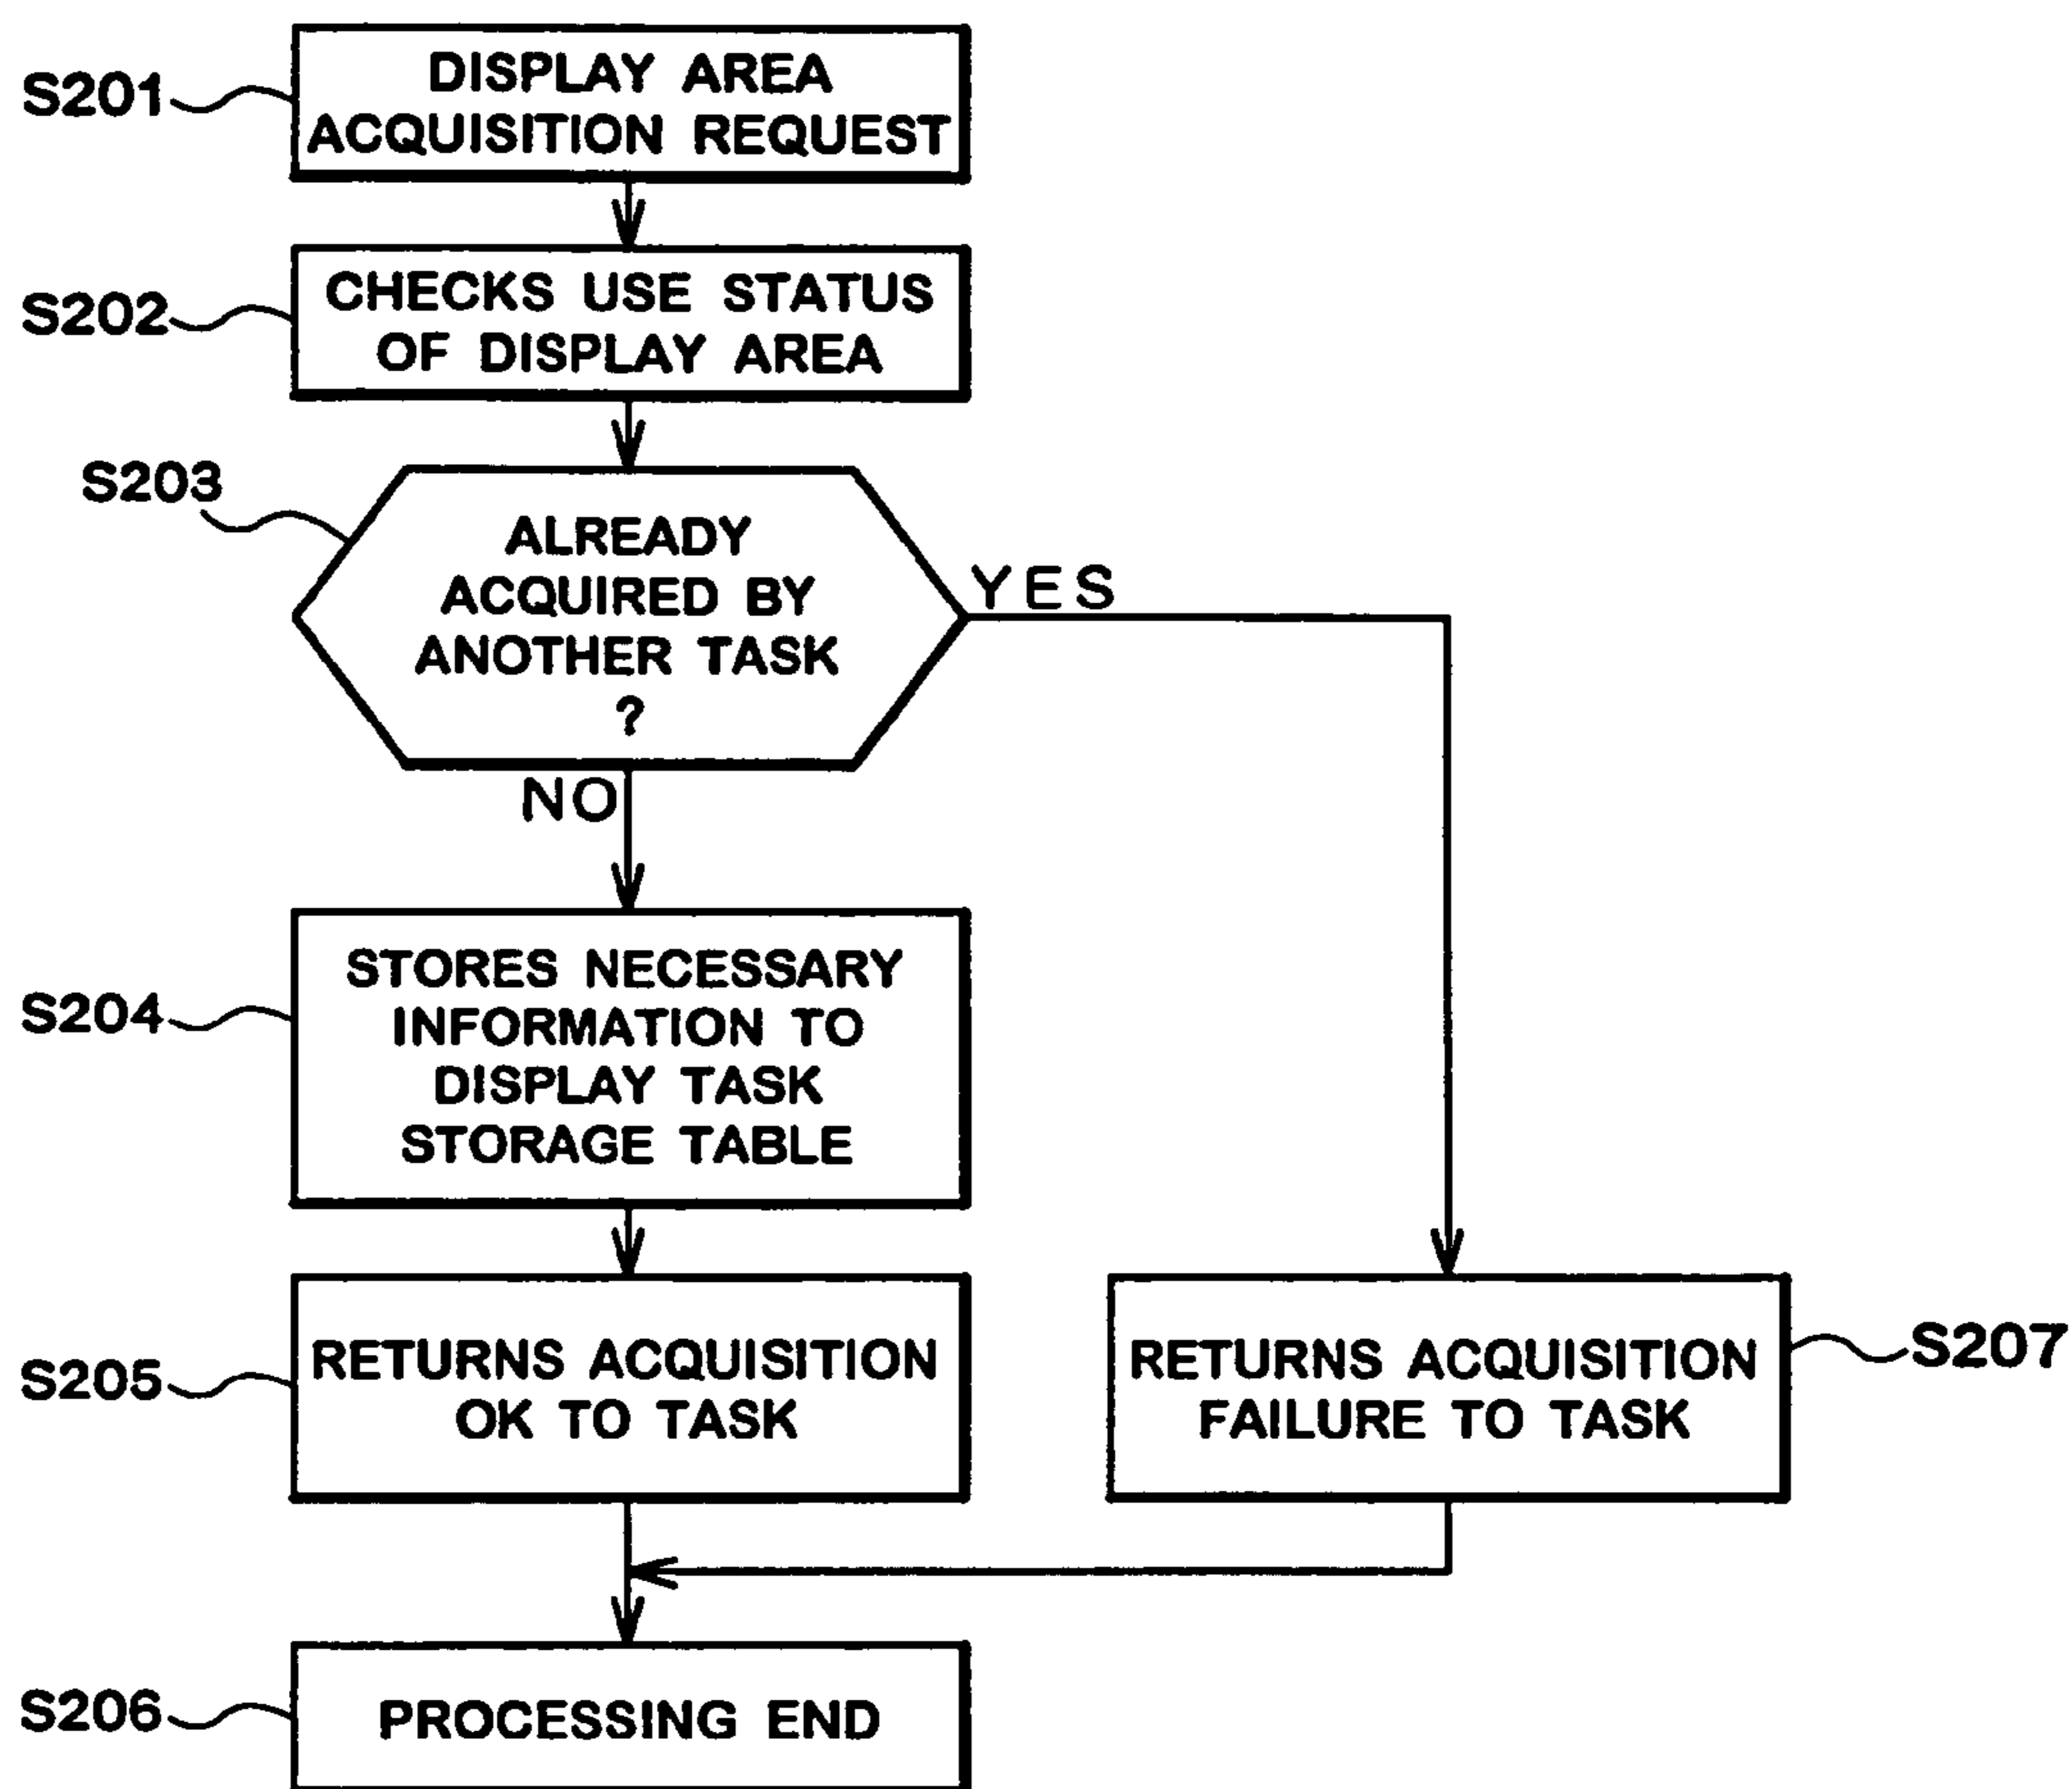 S201
DISPLAY AREA
ACQUISITION REQUEST
S202
CHECKS USE STATUS
OF DISPLAY AREA
S203
ALREADY
ACQUIRED BY
ANOTHER TASK
?
YES
NO
S204
STORES NECESSARY
INFORMATION TO
DISPLAY TASK
STORAGE TABLE
S205
RETURNS ACQUISITION
OK TO TASK
RETURNS ACQUISITION
FAILURE TO TASK
S207
S206
PROCESSING END